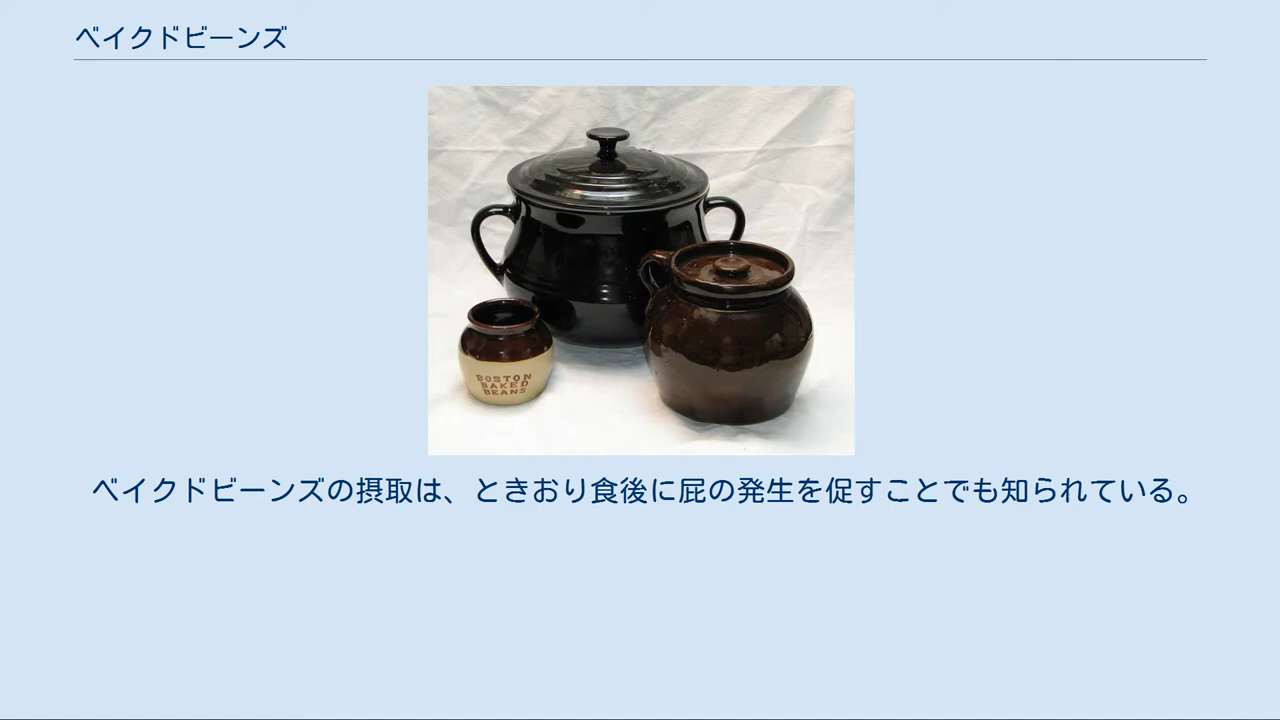 ベイクドビーンズ
BOSTON
BAKED
BEANS
ベイクドビーンズの摂取は、ときおり食後に屁の発生を促すことでも知られている。